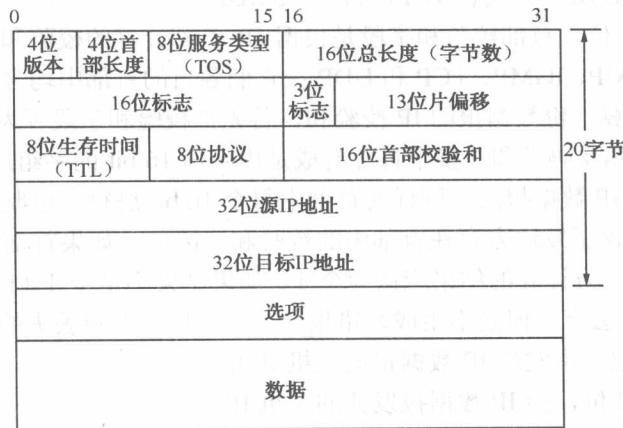 0 15 16 31
4位版本 4位首部长度 8位服务类型(TOS) 16位总长度（字节数）
16位标志 3位标志 13位片偏移
8位生存时间(TTL) 8位协议 16位首部校验和
20字节
32位源IP地址
32位目标IP地址
选项
数据